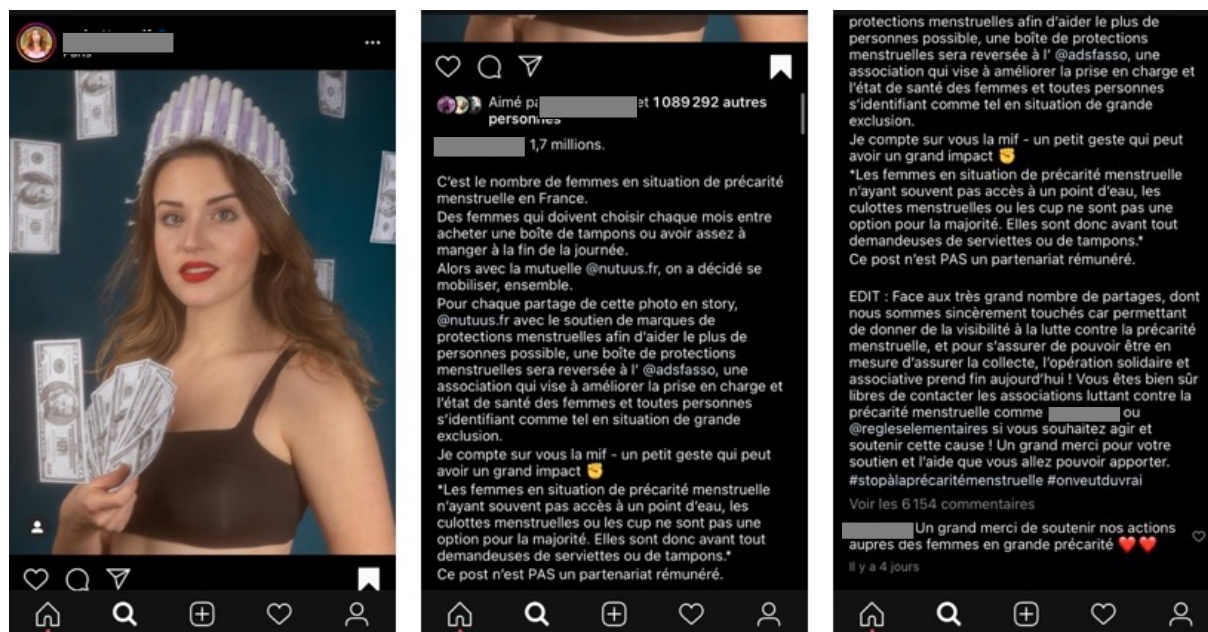 Aimé et 1 089 292 autres
personnes
1,7 millions.
C'est le nombre de femmes en situation de précarité
menstruelle en France.
Des femmes qui doivent choisir chaque mois entre
acheter une boîte de tampons ou avoir assez à
manger à la fin de la journée.
Alors avec la mutuelle @nutuus.fr, on a décidé se
mobiliser, ensemble.
Pour chaque partage de cette photo en story,
@nutuus.fr avec le soutien de marques de
protections menstruelles afin d'aider le plus de
personnes possible, une boîte de protections
menstruelles sera reversée à l' @adsfasso, une
association qui vise à améliorer la prise en charge et
l'état de santé des femmes et toutes personnes
s'identifiant comme tel en situation de grande
exclusion.
Je compte sur vous la mif - un petit geste qui peut
avoir un grand impact ✊
*Les femmes en situation de précarité menstruelle
n'ayant souvent pas accès à un point d'eau, les
culottes menstruelles ou les cup ne sont pas une
option pour la majorité. Elles sont donc avant tout
demandeuses de serviettes ou de tampons.*
Ce post n'est PAS un partenariat rémunéré.
protections menstruelles afin d'aider le plus de
personnes possible, une boîte de protections
menstruelles sera reversée à l' @adsfasso, une
association qui vise à améliorer la prise en charge et
l'état de santé des femmes et toutes personnes
s'identifiant comme tel en situation de grande
exclusion.
Je compte sur vous la mif - un petit geste qui peut
avoir un grand impact ✊
*Les femmes en situation de précarité menstruelle
n'ayant souvent pas accès à un point d'eau, les
culottes menstruelles ou les cup ne sont pas une
option pour la majorité. Elles sont donc avant tout
demandeuses de serviettes ou de tampons.*
Ce post n'est PAS un partenariat rémunéré.
EDIT : Face aux très grand nombre de partages, dont
nous sommes sincèrement touchés car permettant
de donner de la visibilité à la lutte contre la précarité
menstruelle, et pour s'assurer de pouvoir être en
mesure d'assurer la collecte, l'opération solidaire et
associative prend fin aujourd'hui ! Vous êtes bien sûr
libres de contacter les associations luttant contre la
précarité menstruelle comme ou
@regleselementaires si vous souhaitez agir et
soutenir cette cause ! Un grand merci pour votre
soutien et l'aide que vous allez pouvoir apporter.
#stopàlaprécaritémenstruelle #onveutduvrai
Voir les 6 154 commentaires
Un grand merci de soutenir nos actions
auprès des femmes en grande précarité ❤️❤️
Il y a 4 jours